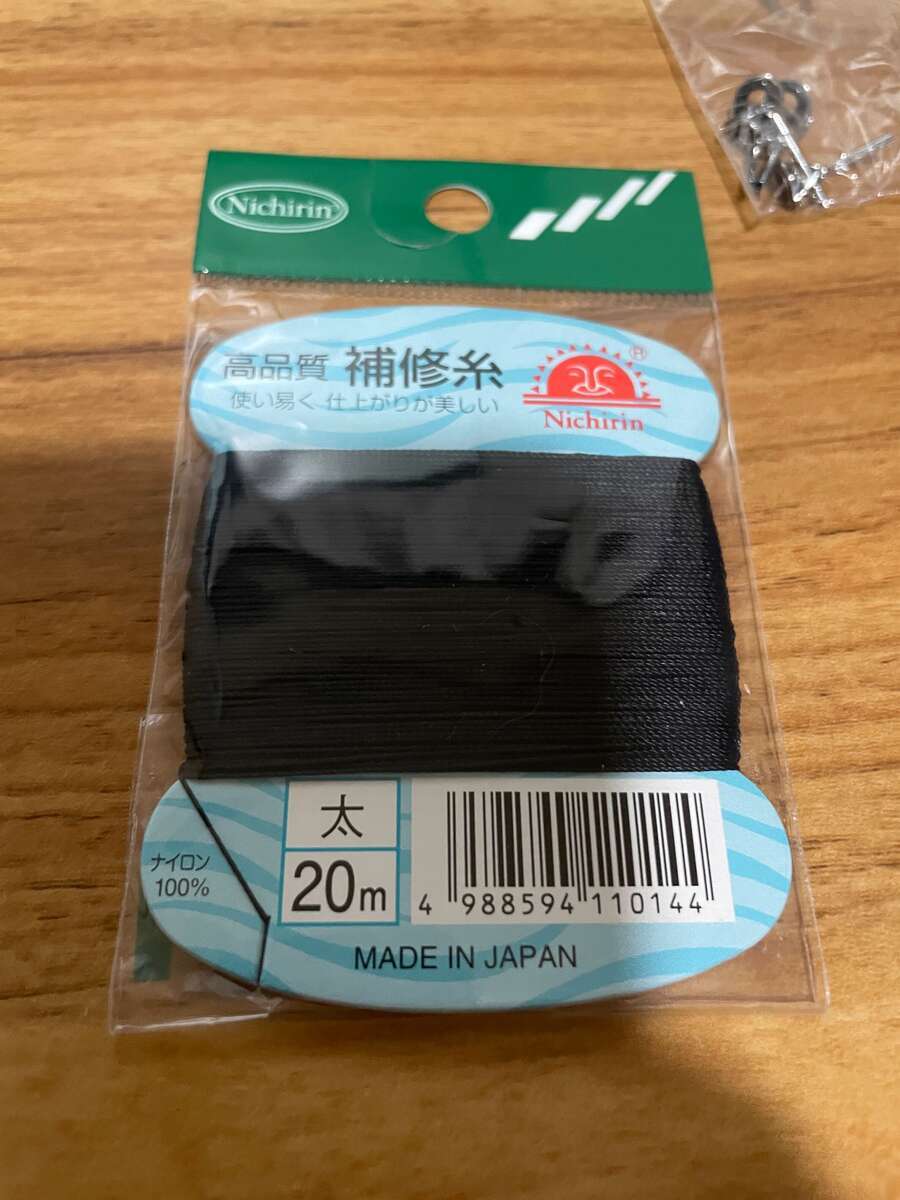 Nichirin
高品質 補修糸
使い易く 仕上がりが美しい
®
Nichirin
太
ナイロン
100%
20m
4 988594 110144
MADE IN JAPAN